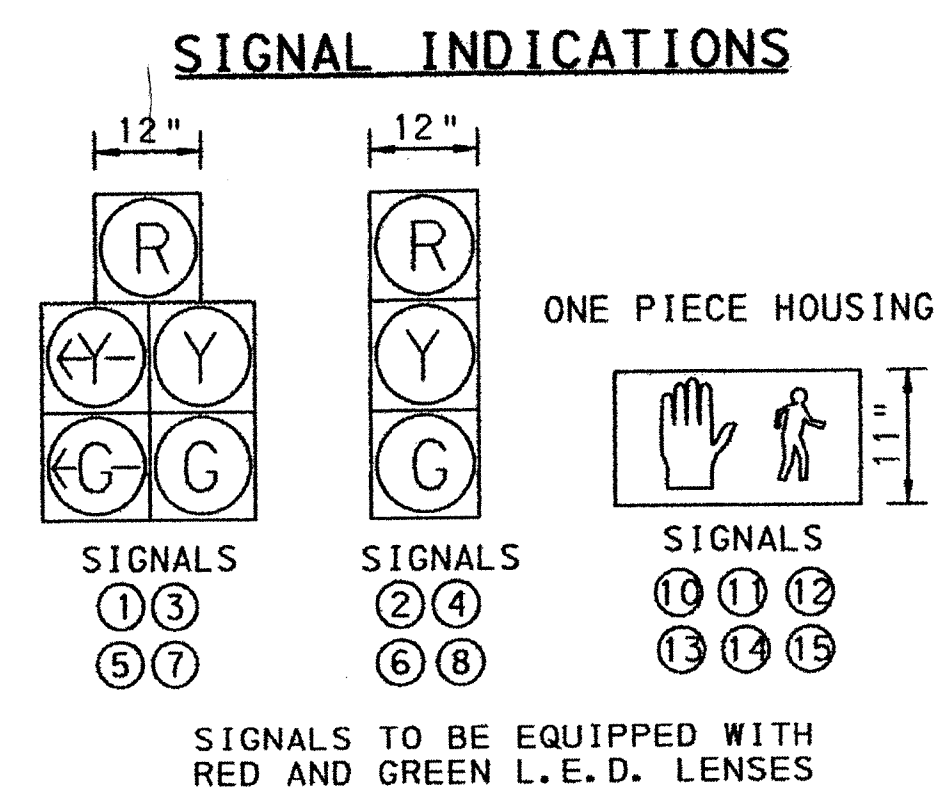 SIGNAL INDICATIONS
12" 12"
R R
ONE PIECE HOUSING
Y Y Y
11"
G G G
SIGNALS SIGNALS SIGNALS
1 3 2 4 10 11 12
5 7 6 8 13 14 15
SIGNALS TO BE EQUIPPED WITH
RED AND GREEN L.E.D. LENSES